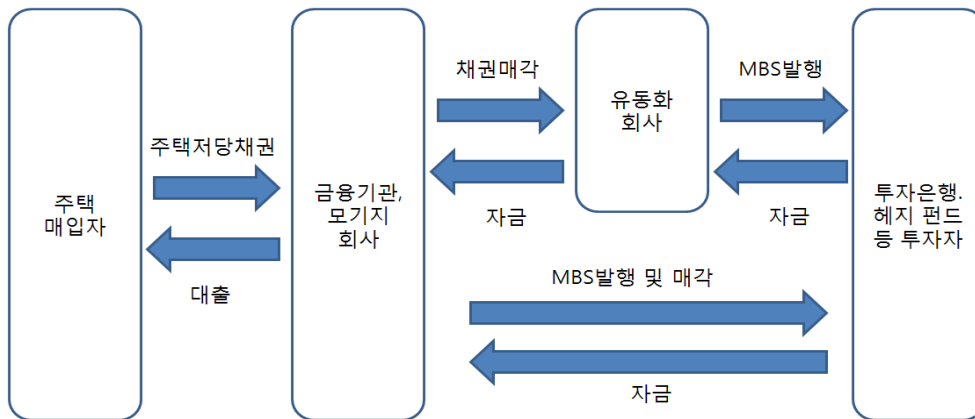 주택
매입자
주택저당채권
대출
금융기관,
모기지
회사
채권매각
자금
유동화
회사
MBS발행
자금
투자은행.
헤지 펀드
등 투자자
MBS발행 및 매각
자금